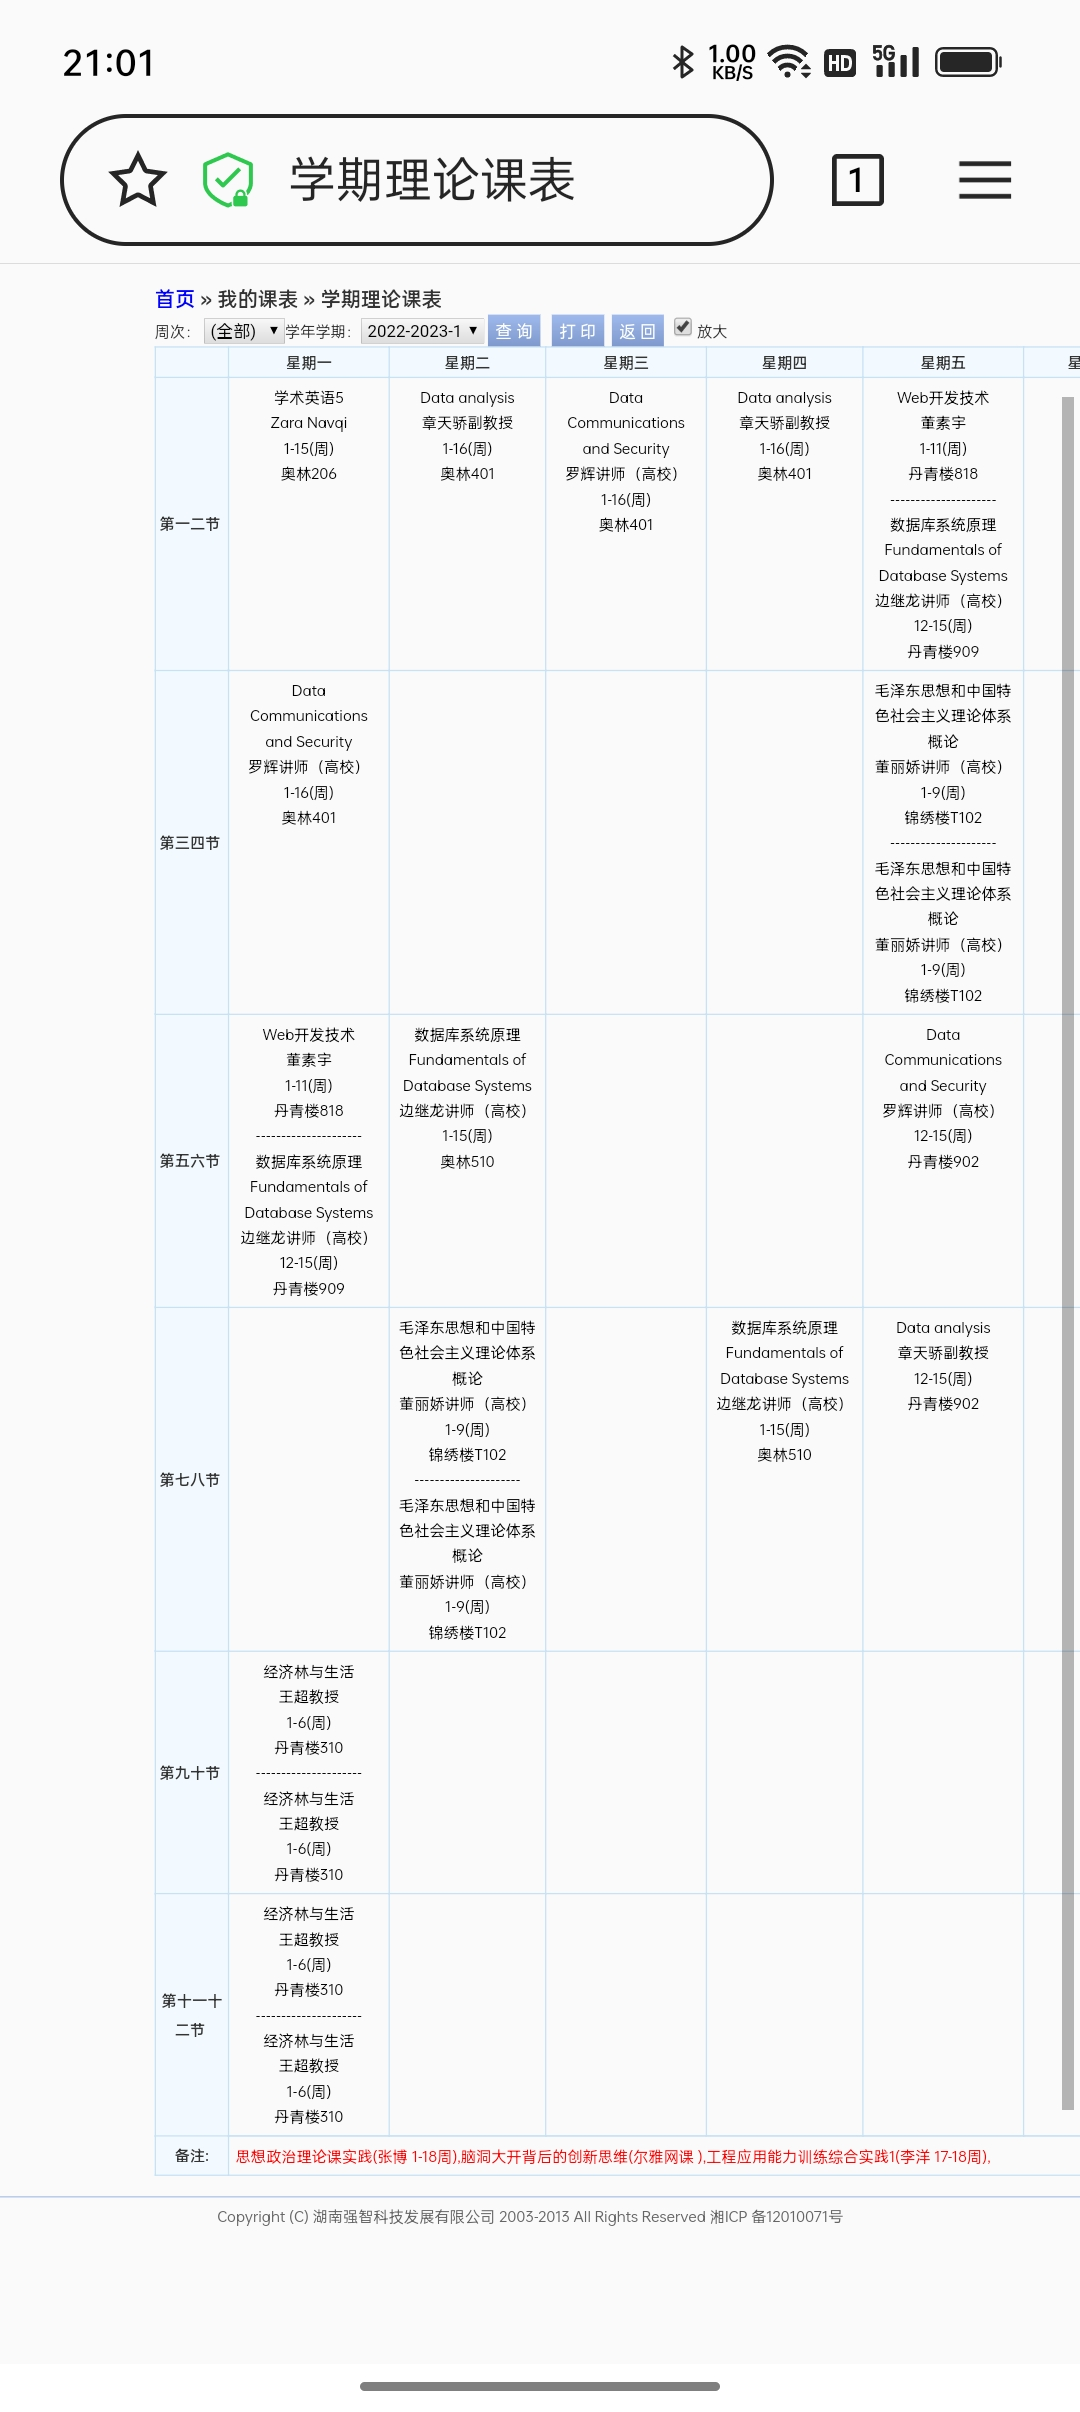 21:01
1.00 KB/S HD 5G
学期理论课表 1
首页 » 我的课表 » 学期理论课表
周次: (全部) 学年学期: 2022-2023-1 查 询 打 印 返 回 放大
星期一 星期二 星期三 星期四 星期五 星
第一二节
学术英语5
Zara Navqi
1-15(周)
奥林206
Data analysis
章天骄副教授
1-16(周)
奥林401
Data
Communications
and Security
罗辉讲师（高校）
1-16(周)
奥林401
Data analysis
章天骄副教授
1-16(周)
奥林401
Web开发技术
董素宇
1-11(周)
丹青楼818
---------------------
数据库系统原理
Fundamentals of
Database Systems
边继龙讲师（高校）
12-15(周)
丹青楼909
第三四节
Data
Communications
and Security
罗辉讲师（高校）
1-16(周)
奥林401
毛泽东思想和中国特
色社会主义理论体系
概论
董丽娇讲师（高校）
1-9(周)
锦绣楼T102
---------------------
毛泽东思想和中国特
色社会主义理论体系
概论
董丽娇讲师（高校）
1-9(周)
锦绣楼T102
第五六节
Web开发技术
董素宇
1-11(周)
丹青楼818
---------------------
数据库系统原理
Fundamentals of
Database Systems
边继龙讲师（高校）
12-15(周)
丹青楼909
数据库系统原理
Fundamentals of
Database Systems
边继龙讲师（高校）
1-15(周)
奥林510
Data
Communications
and Security
罗辉讲师（高校）
12-15(周)
丹青楼902
第七八节
毛泽东思想和中国特
色社会主义理论体系
概论
董丽娇讲师（高校）
1-9(周)
锦绣楼T102
---------------------
毛泽东思想和中国特
色社会主义理论体系
概论
董丽娇讲师（高校）
1-9(周)
锦绣楼T102
数据库系统原理
Fundamentals of
Database Systems
边继龙讲师（高校）
1-15(周)
奥林510
Data analysis
章天骄副教授
12-15(周)
丹青楼902
第九十节
经济林与生活
王超教授
1-6(周)
丹青楼310
---------------------
经济林与生活
王超教授
1-6(周)
丹青楼310
第十一十
二节
经济林与生活
王超教授
1-6(周)
丹青楼310
---------------------
经济林与生活
王超教授
1-6(周)
丹青楼310
备注: 思想政治理论课实践(张博 1-18周),脑洞大开背后的创新思维(尔雅网课 ),工程应用能力训练综合实践1(李洋 17-18周),
Copyright (C) 湖南强智科技发展有限公司 2003-2013 All Rights Reserved 湘ICP 备12010071号